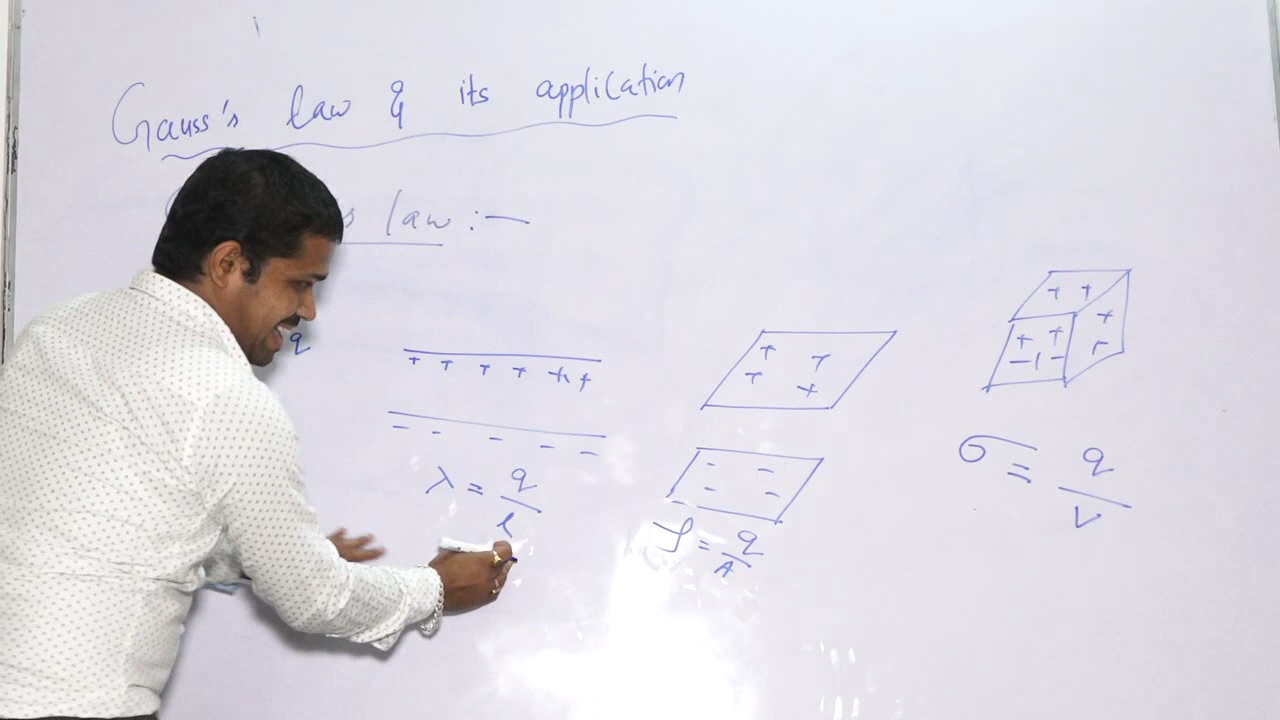 Gauss's law & its application
s law :-
q
+ + + + + + +
- - - - -
λ = q/l
+ +
+ +
- -
- -
ρ = q/A
+ +
+ + +
σ = q/V